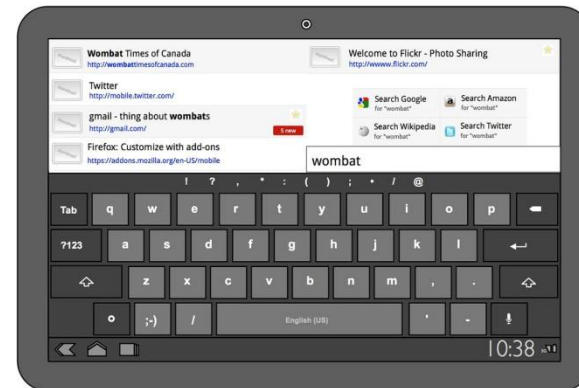 Wombat Times of Canada
http://wombattimesofcanada.com
Welcome to Flickr - Photo Sharing
http://wwww.flickr.com/
Twitter
http://mobile.twitter.com/
gmail - thing about wombats
http://gmail.com/
5 new
Firefox: Customize with add-ons
https://addons.mozilla.org/en-US/mobile
Search Google
for "wombat"
a Search Amazon
for "wombat"
Search Wikipedia
for "wombat"
Search Twitter
for "wombat"
wombat
! ? , " : ( ) ; • / @
Tab q w e r t y u i o p
?123 a s d f g h j k l
z x c v b n m , .
;-) / English (US) ' -
10:38